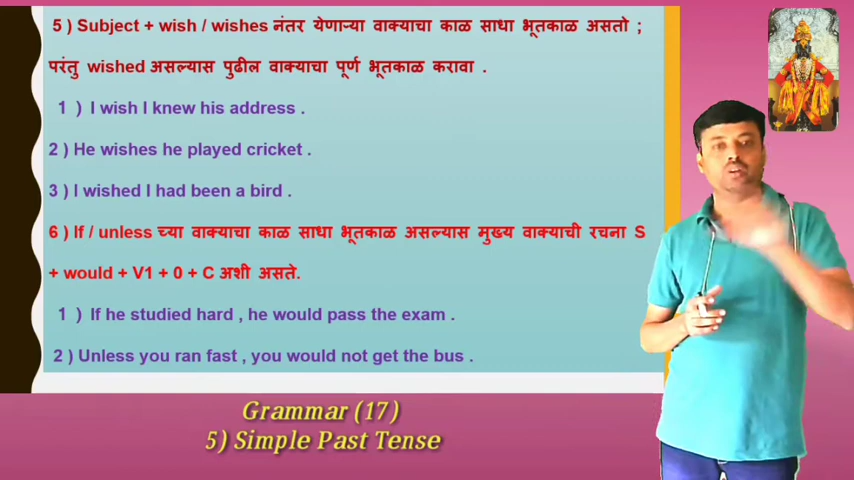 5 ) Subject + wish / wishes नंतर येणाऱ्या वाक्याचा काळ साधा भूतकाळ असतो ;
परंतु wished असल्यास पुढील वाक्याचा पूर्ण भूतकाळ करावा .
1 ) I wish I knew his address .
2 ) He wishes he played cricket .
3 ) I wished I had been a bird .
6 ) If / unless च्या वाक्याचा काळ साधा भूतकाळ असल्यास मुख्य वाक्याची रचना S
+ would + V1 + 0 + C अशी असते.
1 ) If he studied hard , he would pass the exam .
2 ) Unless you ran fast , you would not get the bus .
Grammar (17)
5) Simple Past Tense